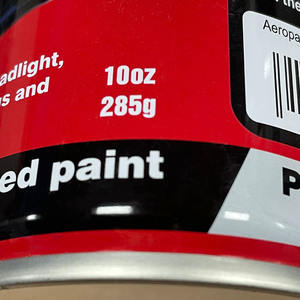 Aeropa
adlight,
s and
10oz
285g
ed paint
P